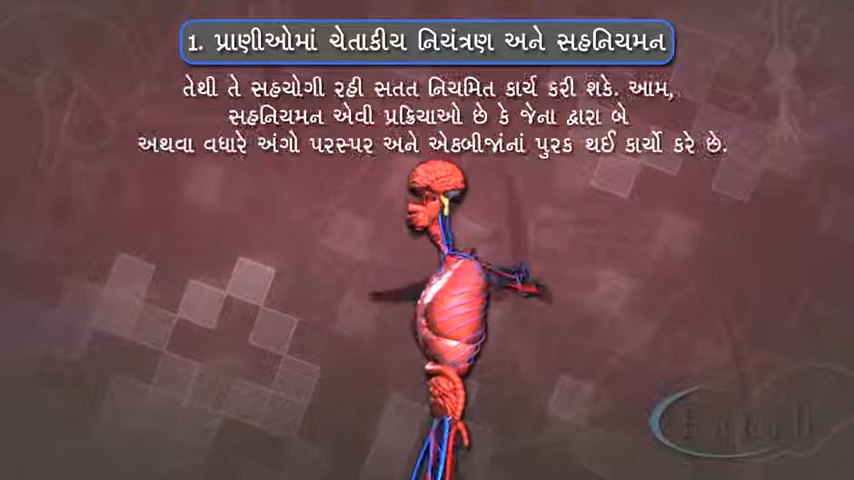 1. પ્રાણીઓમાં ચેતાકીય નિયંત્રણ અને સહનિયમન
તેથી તે સહયોગી રહી સતત નિયમિત કાર્ય કરી શકે. આમ,
સહનિયમન એવી પ્રક્રિયાઓ છે કે જેના દ્વારા બે
અથવા વધારે અંગો પરસ્પર અને એકબીજાંનાં પુરક થઈ કાર્યો કરે છે.